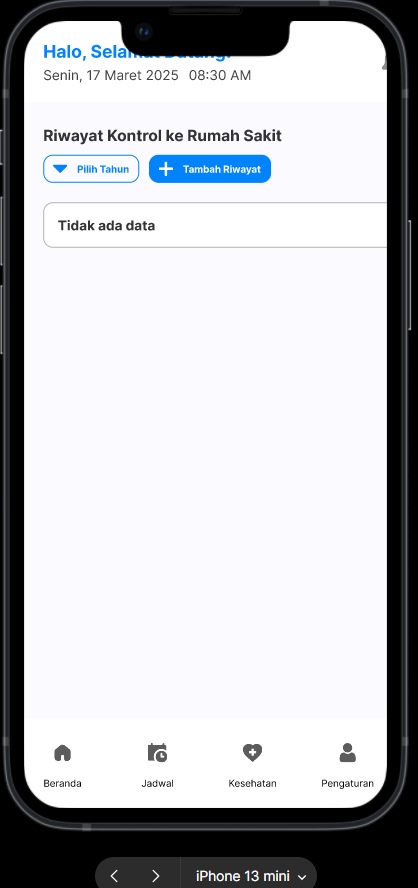 Halo, Selamat Datang!
Senin, 17 Maret 2025 08:30 AM
Riwayat Kontrol ke Rumah Sakit
Pilih Tahun
Tambah Riwayat
Tidak ada data
Beranda
Jadwal
Kesehatan
Pengaturan
iPhone 13 mini